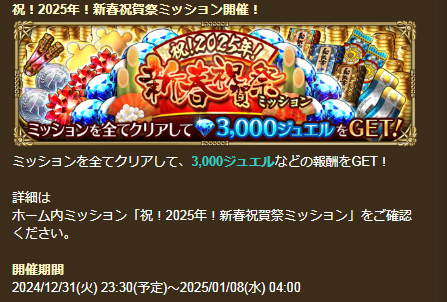 祝！2025年！新春祝賀祭ミッション開催！
祝！2025年！
新春祝賀祭
ミッション
ミッションを全てクリアして3,000ジュエルをGET！
ミッションを全てクリアして、3,000ジュエルなどの報酬をGET！
詳細は
ホーム内ミッション「祝！2025年！新春祝賀祭ミッション」をご確認
ください。
開催期間
2024/12/31(火) 23:30(予定)～2025/01/08(水) 04:00